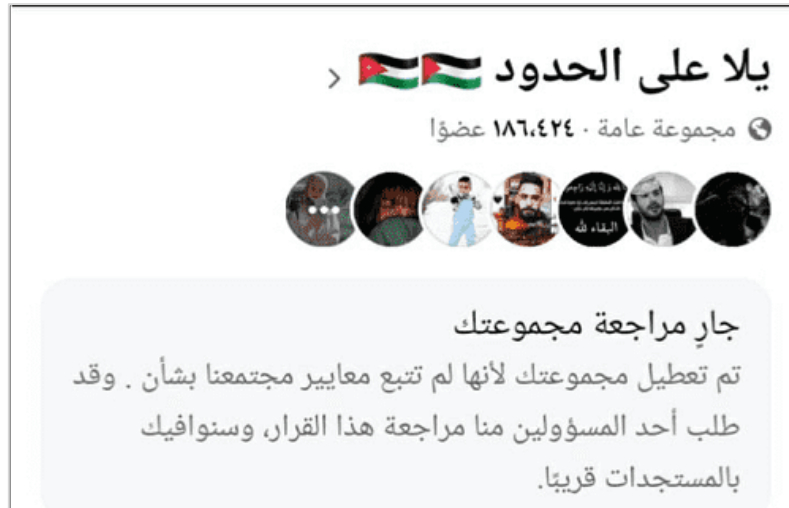 يلا على الحدود 🇵🇸🇯🇴 >
مجموعة عامة · ١٨٦،٤٢٤ عضوًا
البقاء لله
جارٍ مراجعة مجموعتك
تم تعطيل مجموعتك لأنها لم تتبع معايير مجتمعنا بشأن . وقد
طلب أحد المسؤولين منا مراجعة هذا القرار، وسنوافيك
بالمستجدات قريبًا.